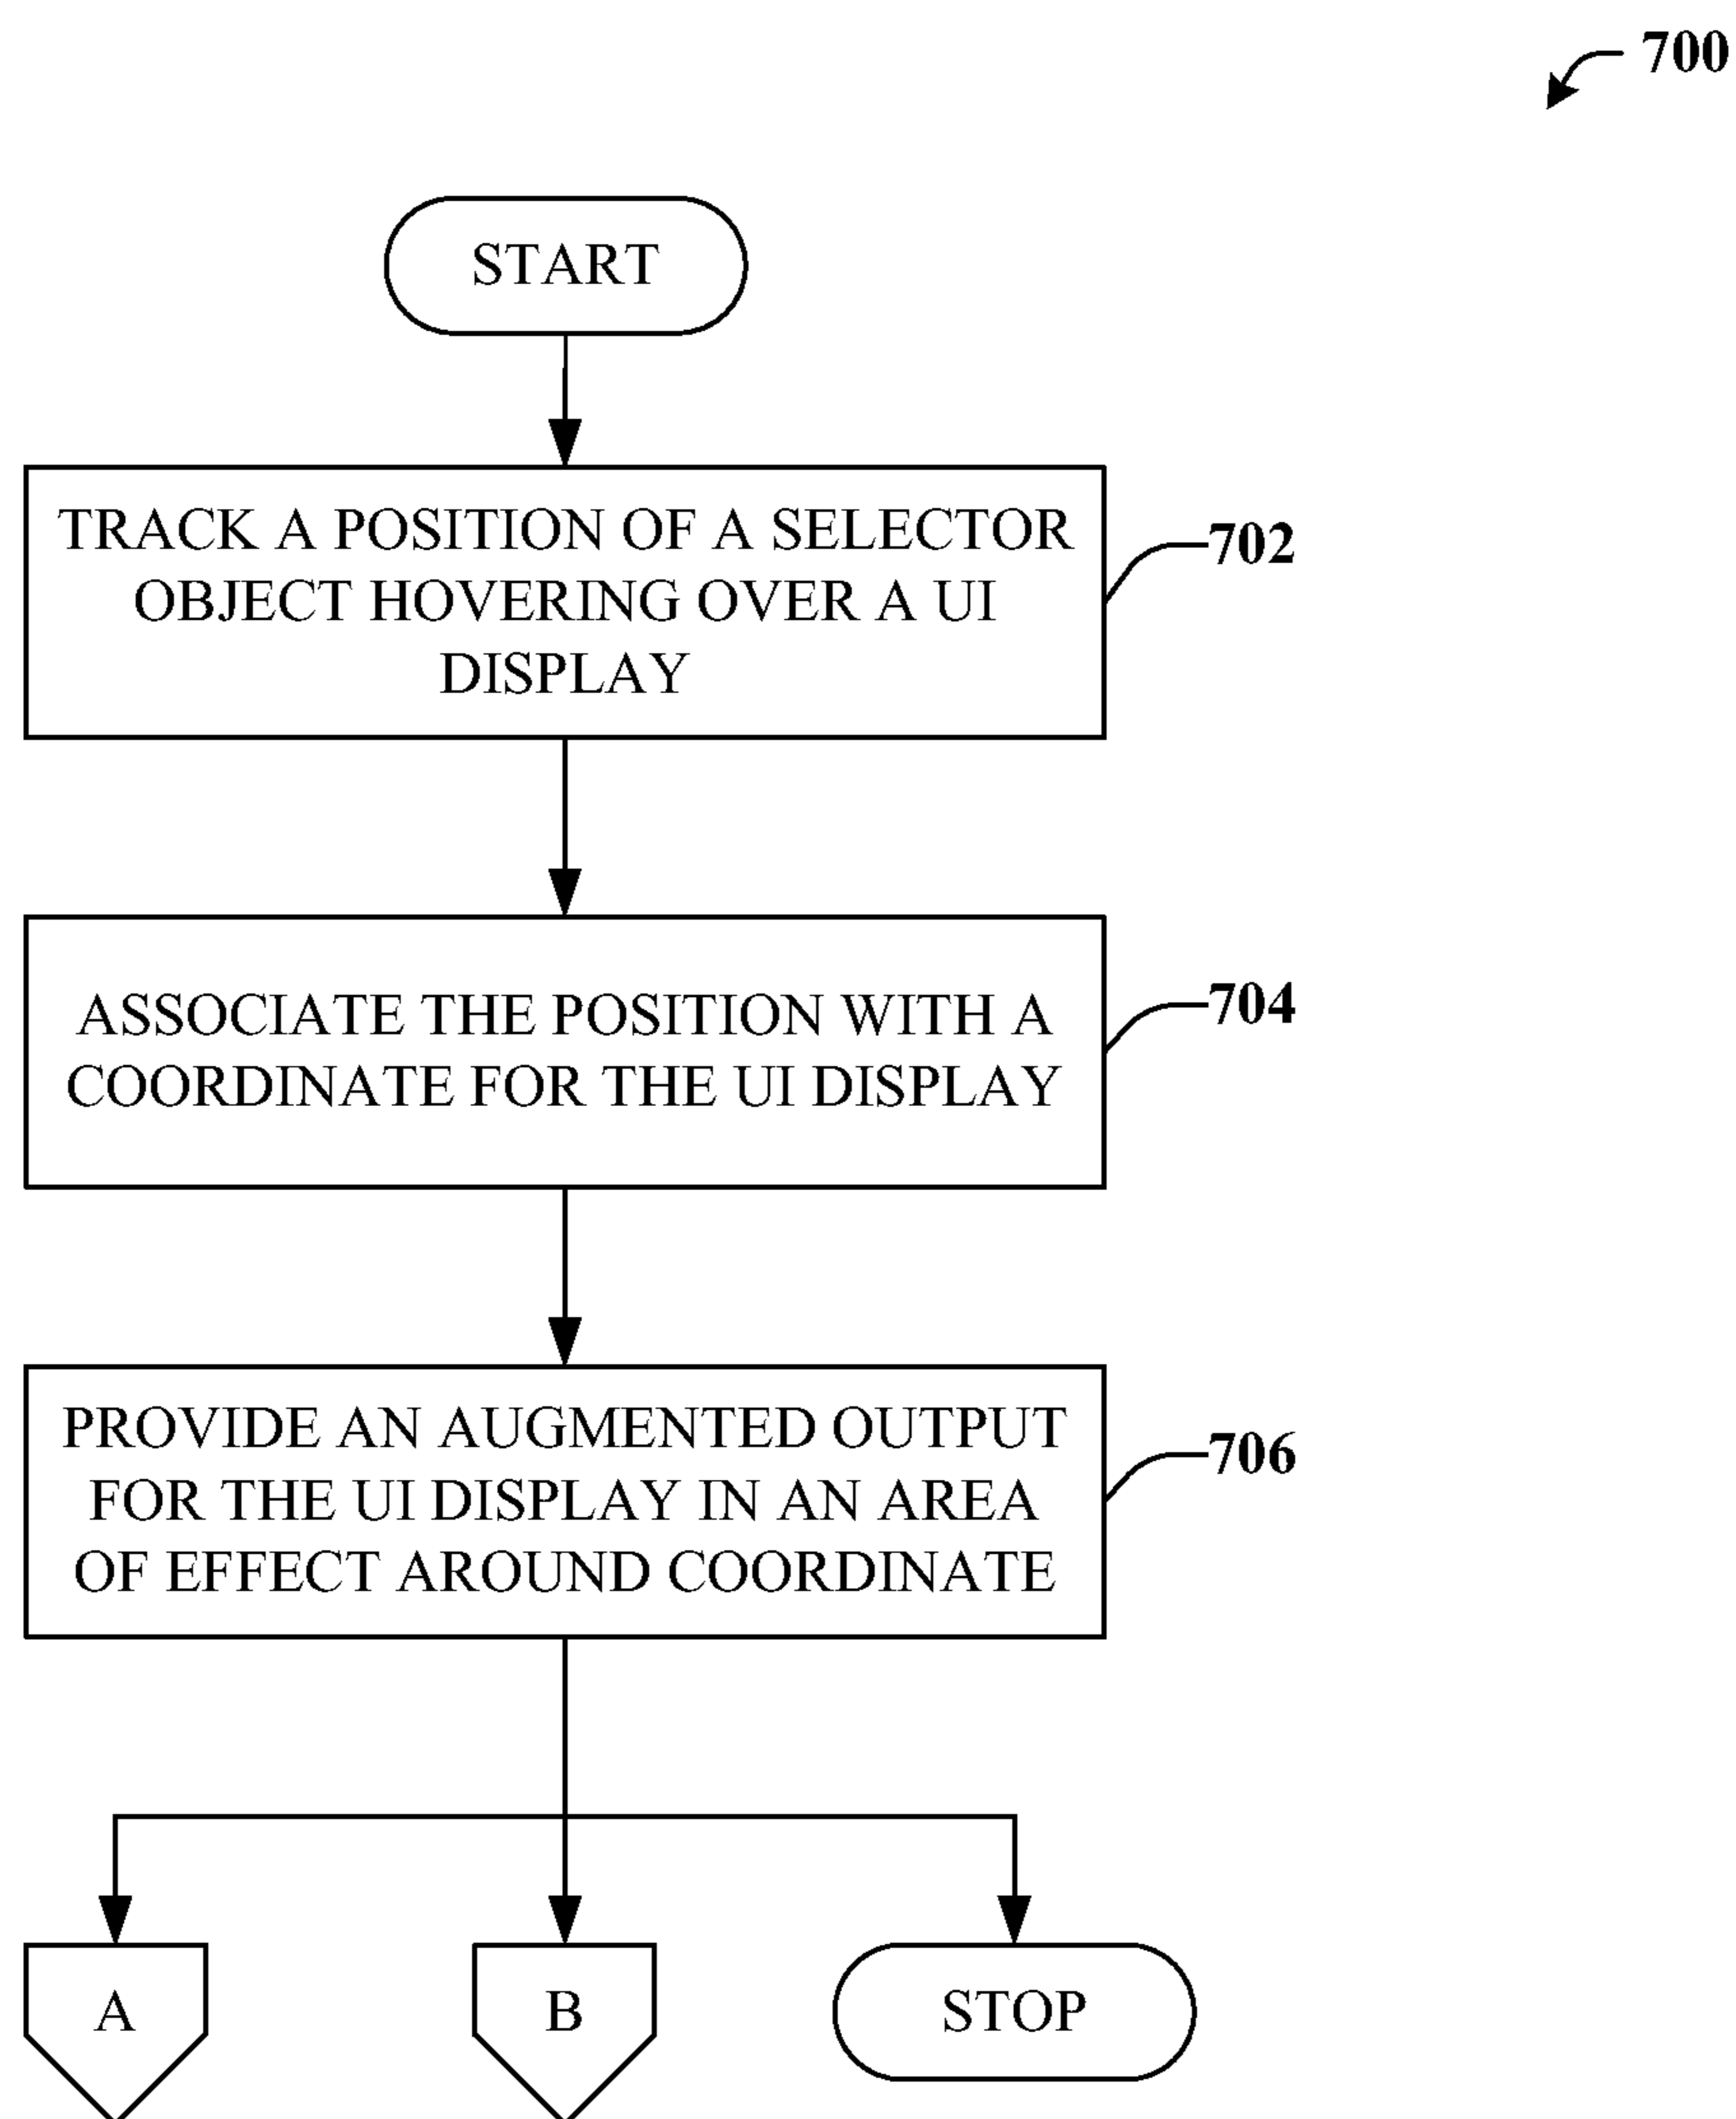 700
START
TRACK A POSITION OF A SELECTOR
OBJECT HOVERING OVER A UI
DISPLAY
702
ASSOCIATE THE POSITION WITH A
COORDINATE FOR THE UI DISPLAY
704
PROVIDE AN AUGMENTED OUTPUT
FOR THE UI DISPLAY IN AN AREA
OF EFFECT AROUND COORDINATE
706
A
B
STOP